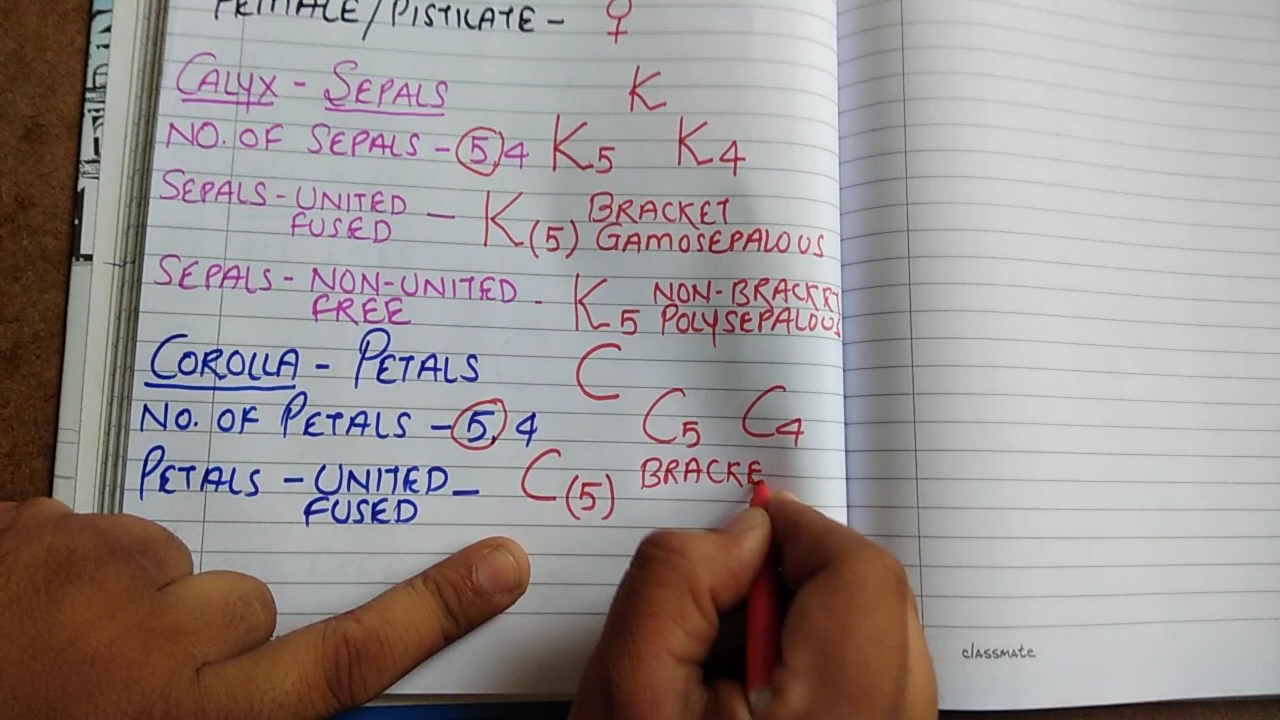 FEMALE/PISTILATE - ♀
CALYX - SEPALS K
NO. OF SEPALS - 5, 4 K5 K4
SEPALS - UNITED FUSED - K(5) BRACKET
GAMOSEPALOUS
SEPALS - NON-UNITED FREE - K5 NON-BRACKET
POLYSEPALOUS
COROLLA - PETALS C
NO. OF PETALS - 5, 4 C5 C4
PETALS - UNITED FUSED - C(5) BRACKE
classmate